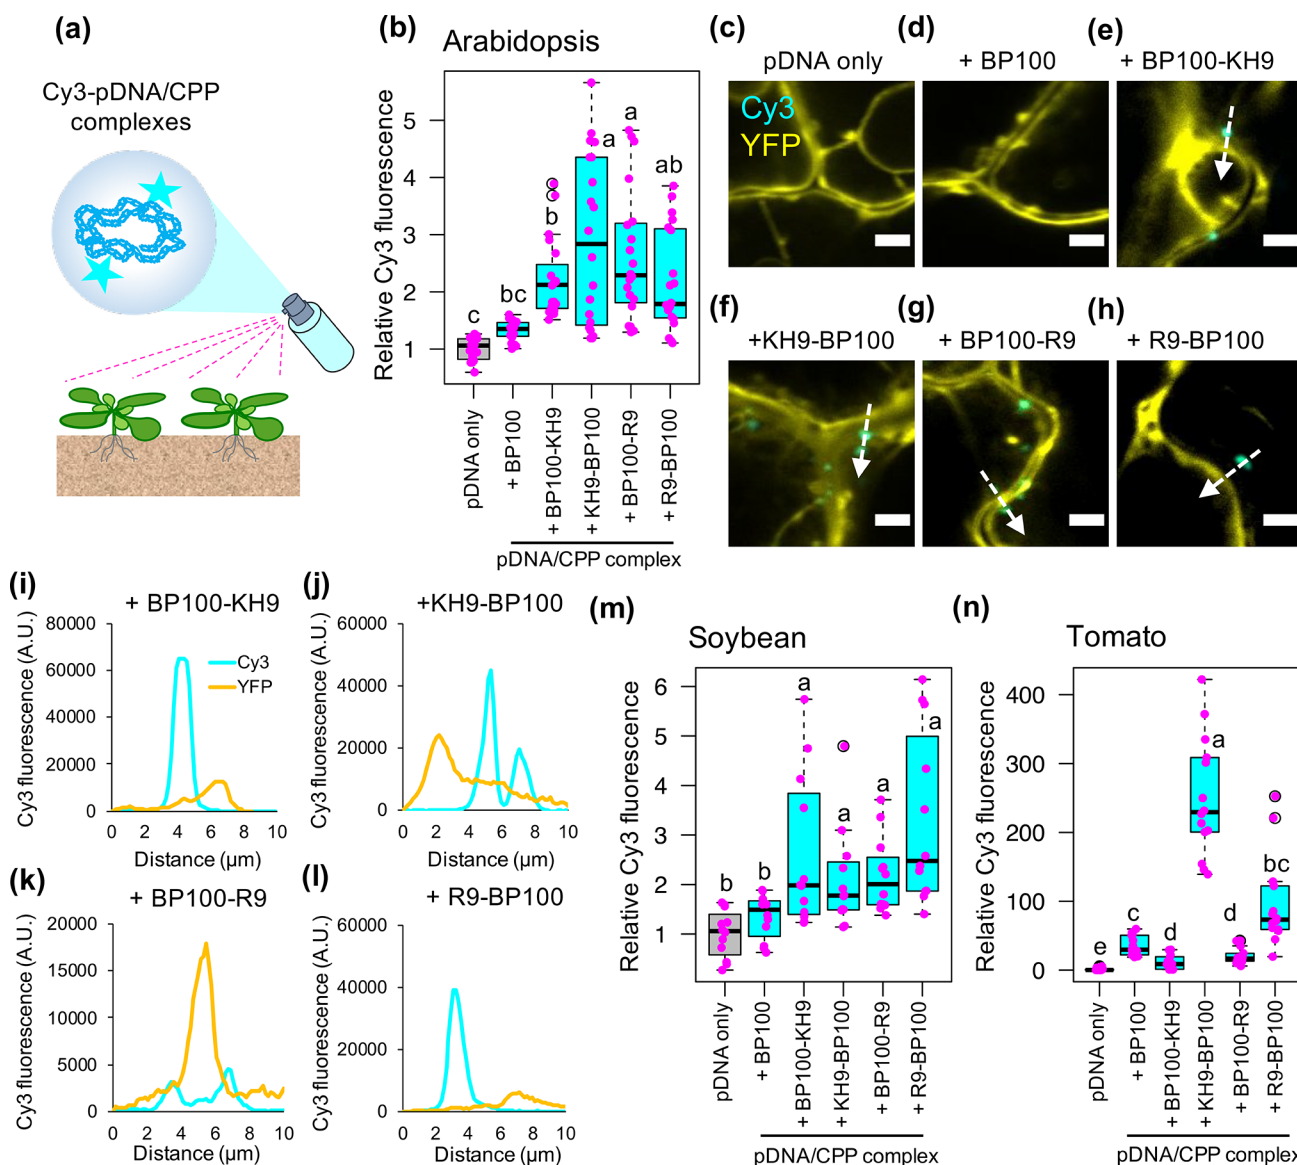 (a)
Cy3-pDNA/CPP
complexes
(b)
Arabidopsis
Relative Cy3 fluorescence
5
4
3
2
1
c
bc
b
a
a
ab
pDNA only
+ BP100
+ BP100-KH9
+ KH9-BP100
+ BP100-R9
+ R9-BP100
pDNA/CPP complex
(c)
pDNA only
Cy3
YFP
(d)
+ BP100
(e)
+ BP100-KH9
(f)
+KH9-BP100
(g)
+ BP100-R9
(h)
+ R9-BP100
(i)
+ BP100-KH9
Cy3 fluorescence (A.U.)
80000
60000
40000
20000
0
Cy3
YFP
0 2 4 6 8 10
Distance (µm)
(j)
+KH9-BP100
Cy3 fluorescence (A.U.)
60000
40000
20000
0
0 2 4 6 8 10
Distance (µm)
(k)
+ BP100-R9
Cy3 fluorescence (A.U.)
20000
15000
10000
5000
0
0 2 4 6 8 10
Distance (µm)
(l)
+ R9-BP100
Cy3 fluorescence (A.U.)
60000
40000
20000
0
0 2 4 6 8 10
Distance (µm)
(m)
Soybean
Relative Cy3 fluorescence
6
5
4
3
2
1
b
b
a
a
a
a
pDNA only
+ BP100
+ BP100-KH9
+ KH9-BP100
+ BP100-R9
+ R9-BP100
pDNA/CPP complex
(n)
Tomato
Relative Cy3 fluorescence
400
300
200
100
0
e
c
d
a
d
bc
pDNA only
+ BP100
+ BP100-KH9
+KH9-BP100
+ BP100-R9
+ R9-BP100
pDNA/CPP complex